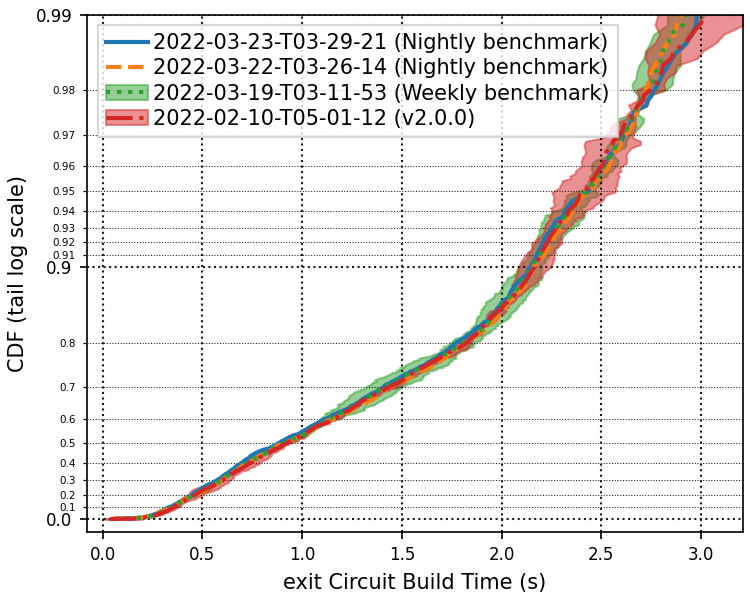 2022-03-23-T03-29-21 (Nightly benchmark)
2022-03-22-T03-26-14 (Nightly benchmark)
2022-03-19-T03-11-53 (Weekly benchmark)
2022-02-10-T05-01-12 (v2.0.0)
CDF (tail log scale)
0.99
0.98
0.97
0.96
0.95
0.94
0.93
0.92
0.91
0.9
0.8
0.7
0.6
0.5
0.4
0.3
0.2
0.1
0.0
0.0 0.5 1.0 1.5 2.0 2.5 3.0
exit Circuit Build Time (s)